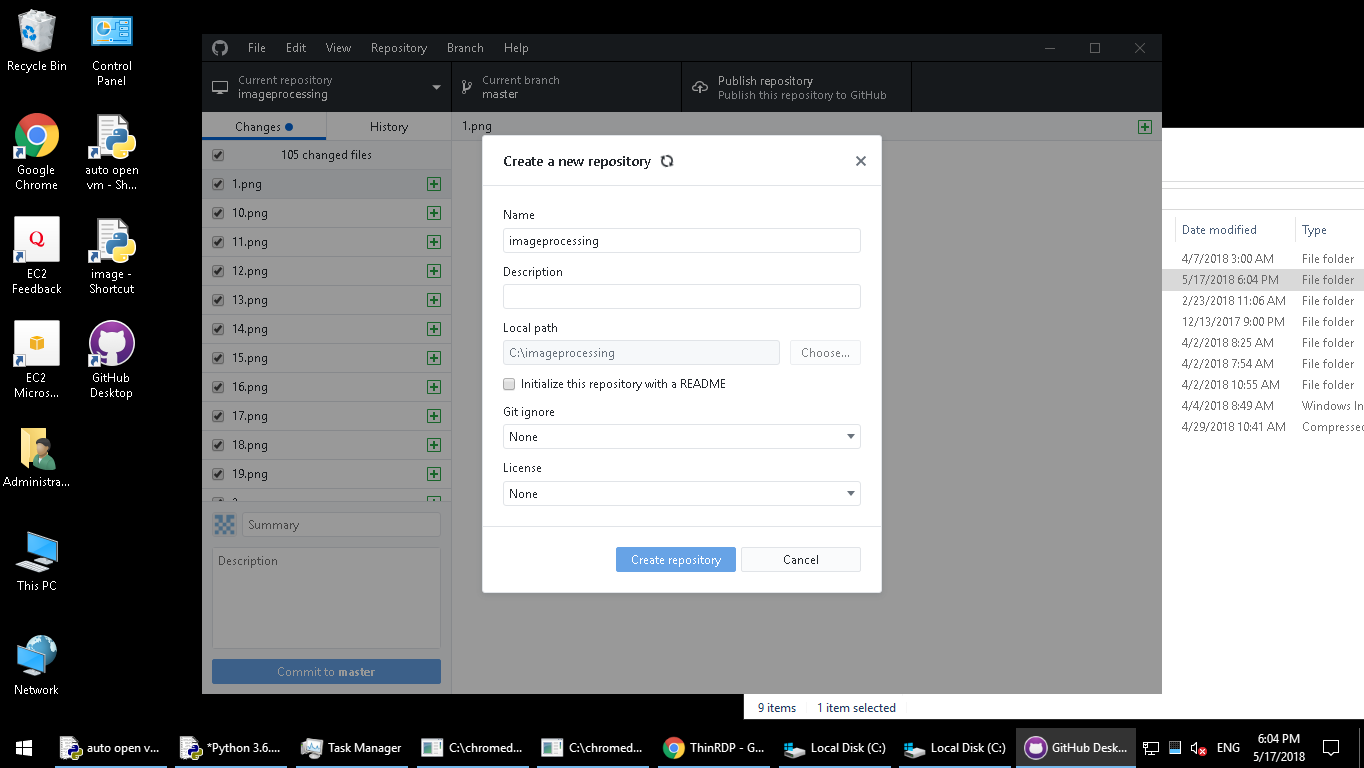 Recycle Bin
Control
Panel
Google
Chrome
auto open
vm - Sh...
EC2
Feedback
image -
Shortcut
EC2
Micros...
GitHub
Desktop
Administra...
This PC
Network
File Edit View Repository Branch Help
Current repository
imageprocessing
Current branch
master
Publish repository
Publish this repository to GitHub
Changes
History
1.png
105 changed files
1.png
10.png
11.png
12.png
13.png
14.png
15.png
16.png
17.png
18.png
19.png
Summary
Description
Commit to master
Create a new repository
Name
imageprocessing
Description
Local path
C:\imageprocessing
Choose...
Initialize this repository with a README
Git ignore
None
License
None
Create repository
Cancel
Date modified Type
4/7/2018 3:00 AM File folder
5/17/2018 6:04 PM File folder
2/23/2018 11:06 AM File folder
12/13/2017 9:00 PM File folder
4/2/2018 8:25 AM File folder
4/2/2018 7:54 AM File folder
4/2/2018 10:55 AM File folder
4/4/2018 8:49 AM Windows In
4/29/2018 10:41 AM Compressed
9 items 1 item selected
auto open v...
*Python 3.6....
Task Manager
C:\chromed...
C:\chromed...
ThinRDP - G...
Local Disk (C:)
Local Disk (C:)
GitHub Desk...
ENG
6:04 PM
5/17/2018